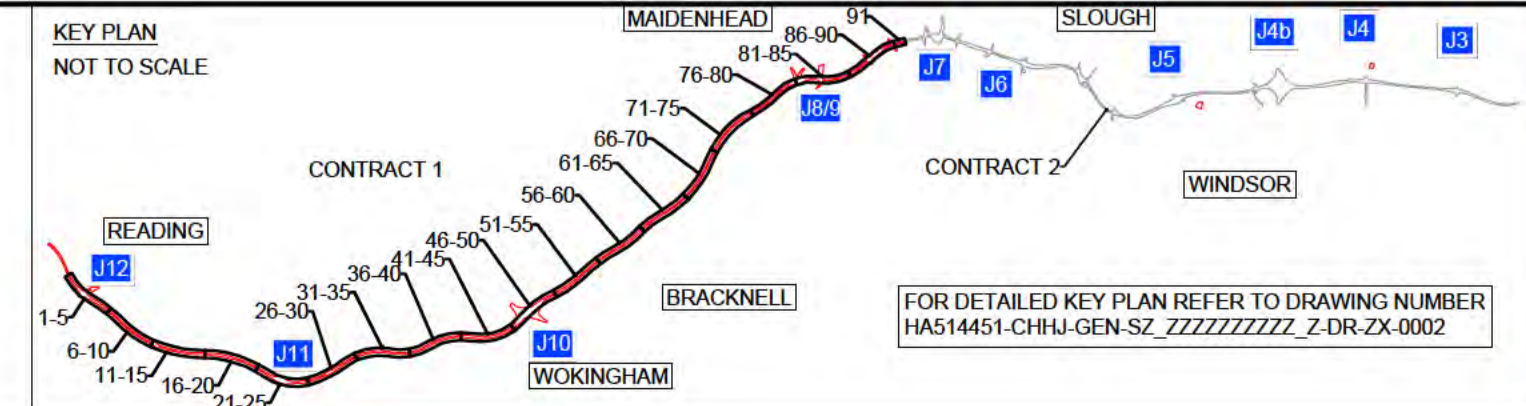 KEY PLAN
NOT TO SCALE
MAIDENHEAD
91
SLOUGH
86-90
81-85
76-80
J8/9
J7
J6
J5
J4b
J4
J3
71-75
66-70
61-65
56-60
51-55
46-50
41-45
36-40
31-35
26-30
CONTRACT 1
CONTRACT 2
WINDSOR
READING
J12
1-5
6-10
11-15
16-20
21-25
J11
J10
WOKINGHAM
BRACKNELL
FOR DETAILED KEY PLAN REFER TO DRAWING NUMBER
HA514451-CHHJ-GEN-SZ_ZZZZZZZZZZ_Z-DR-ZX-0002